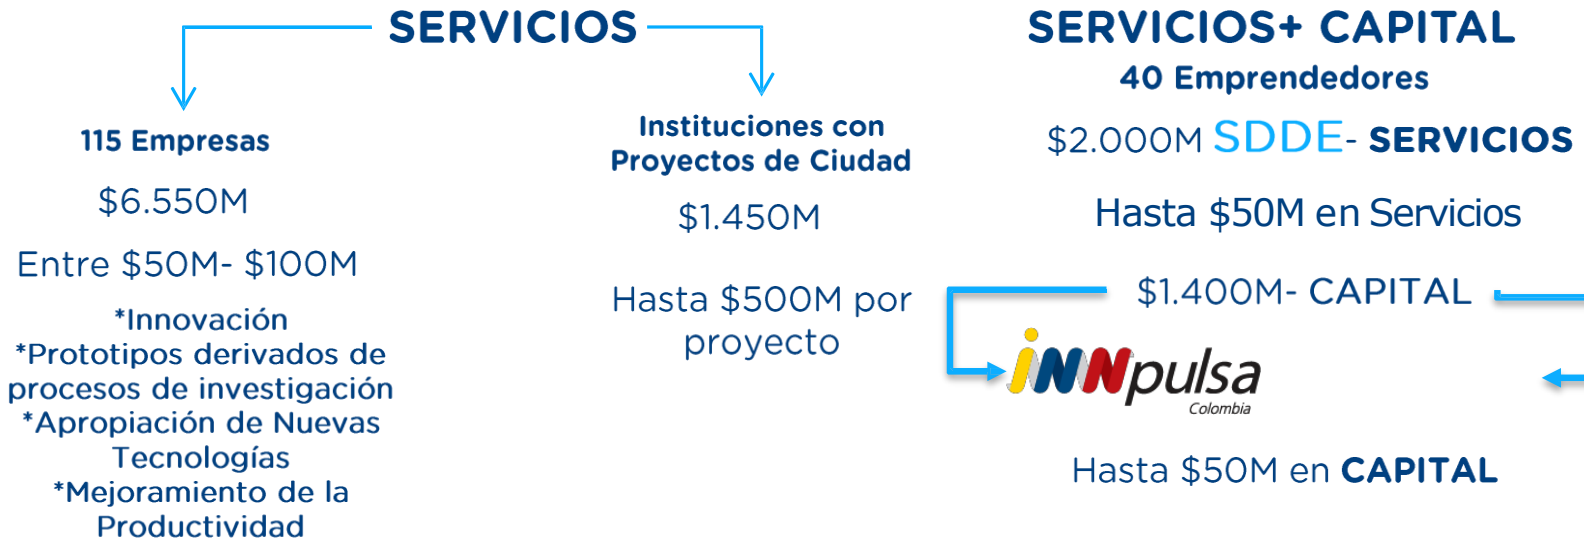 SERVICIOS
115 Empresas
$6.550M
Entre $50M- $100M
*Innovación
*Prototipos derivados de
procesos de investigación
*Apropiación de Nuevas
Tecnologías
*Mejoramiento de la
Productividad
Instituciones con
Proyectos de Ciudad
$1.450M
Hasta $500M por
proyecto
SERVICIOS+ CAPITAL
40 Emprendedores
$2.000M SDDE- SERVICIOS
Hasta $50M en Servicios
$1.400M- CAPITAL
iNNpulsa
Colombia
Hasta $50M en CAPITAL